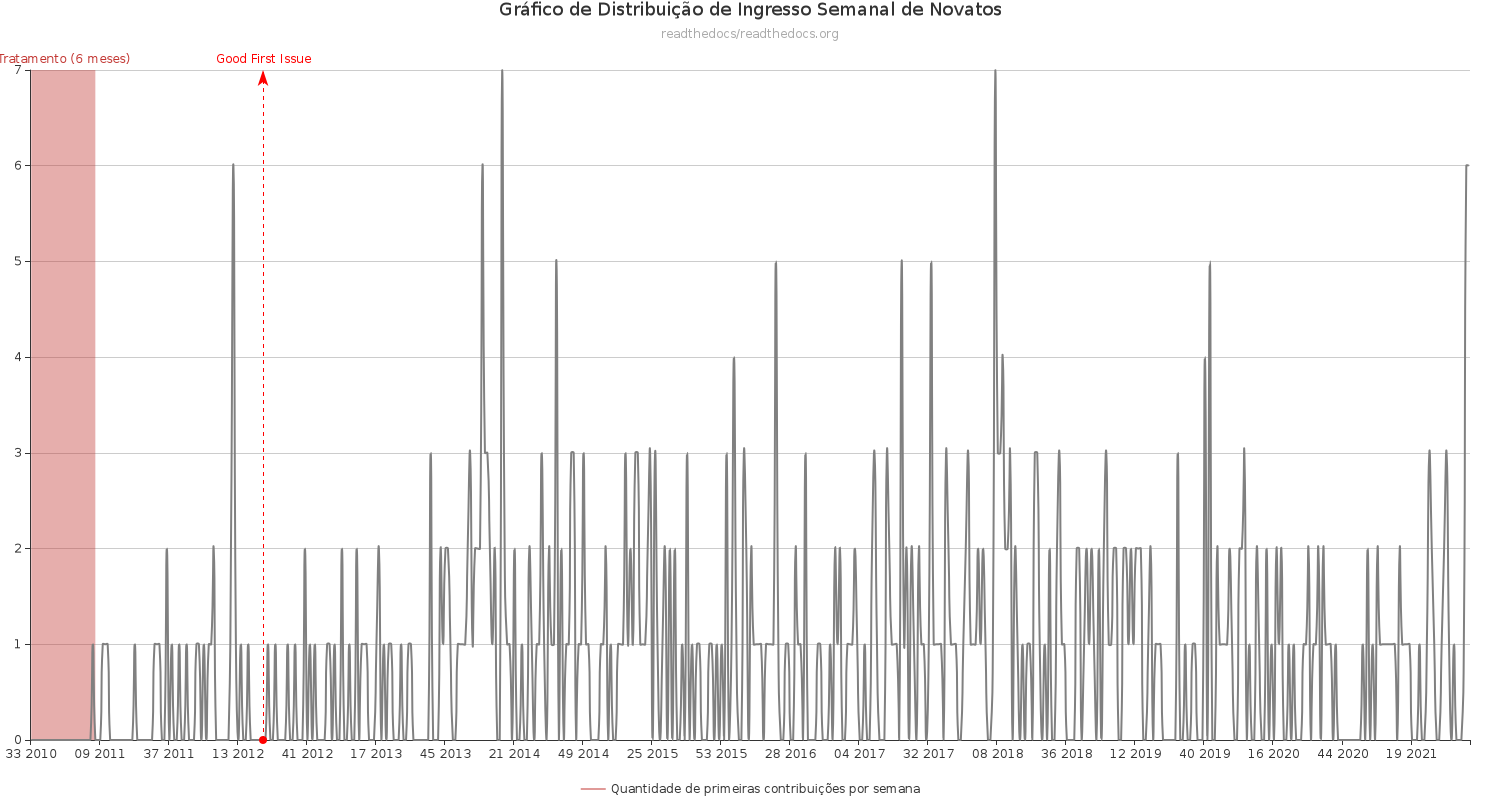 Gráfico de Distribuição de Ingresso Semanal de Novatos
readthedocs/readthedocs.org
Tratamento (6 meses)
Good First Issue
7
6
5
4
3
2
1
0
33 2010 09 2011 37 2011 13 2012 41 2012 17 2013 45 2013 21 2014 49 2014 25 2015 53 2015 28 2016 04 2017 32 2017 08 2018 36 2018 12 2019 40 2019 16 2020 44 2020 19 2021
Quantidade de primeiras contribuições por semana